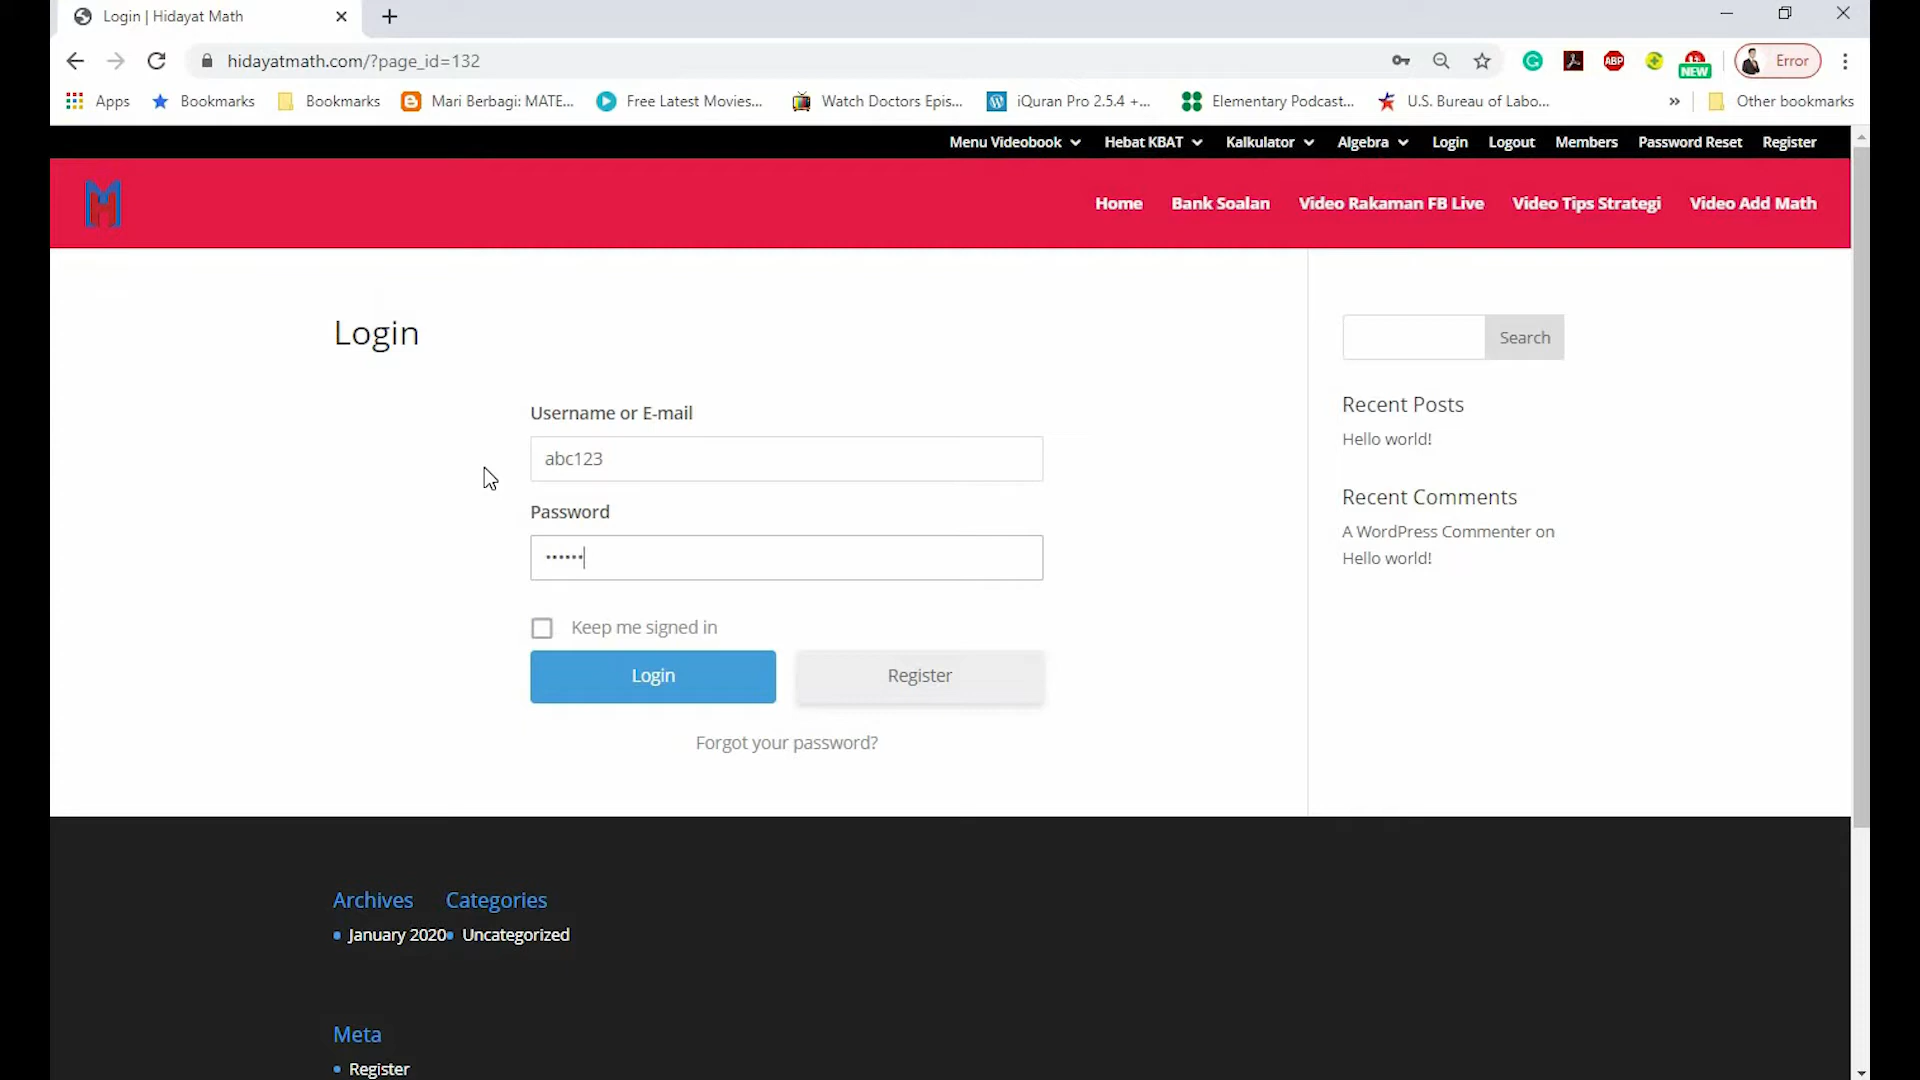 Login | Hidayat Math
hidayatmath.com/?page_id=132
NEW
ABP
Error
Apps
Bookmarks
Bookmarks
Mari Berbagi: MATE...
Free Latest Movies...
Watch Doctors Epis...
iQuran Pro 2.5.4 +...
Elementary Podcast...
U.S. Bureau of Labo...
»
Other bookmarks
Menu Videobook
Hebat KBAT
Kalkulator
Algebra
Login
Logout
Members
Password Reset
Register
Home
Bank Soalan
Video Rakaman FB Live
Video Tips Strategi
Video Add Math
Login
Username or E-mail
abc123
Password
••••••
Keep me signed in
Login
Register
Forgot your password?
Search
Recent Posts
Hello world!
Recent Comments
A WordPress Commenter on
Hello world!
Archives
January 2020
Categories
Uncategorized
Meta
Register